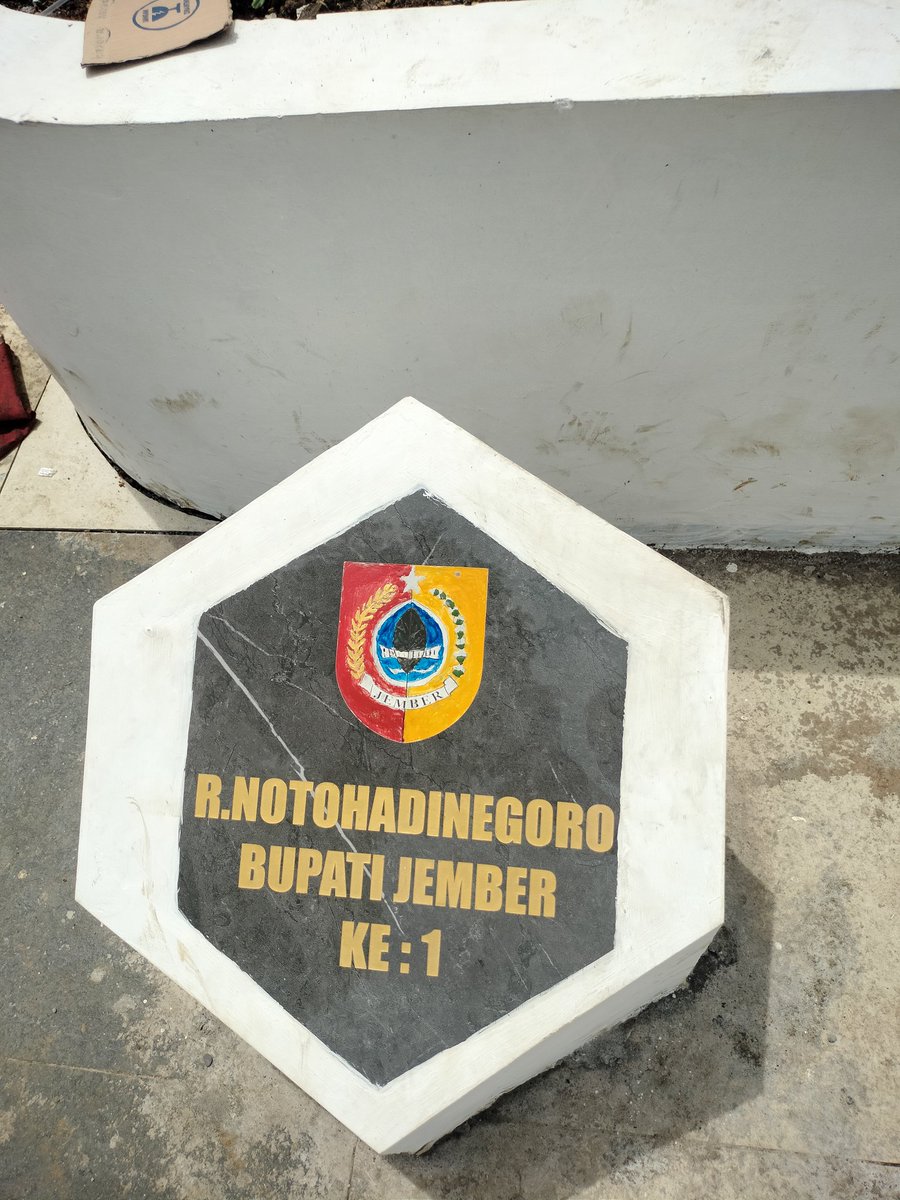 JEMBER
R.NOTOHADINEGORO
BUPATI JEMBER
KE : 1